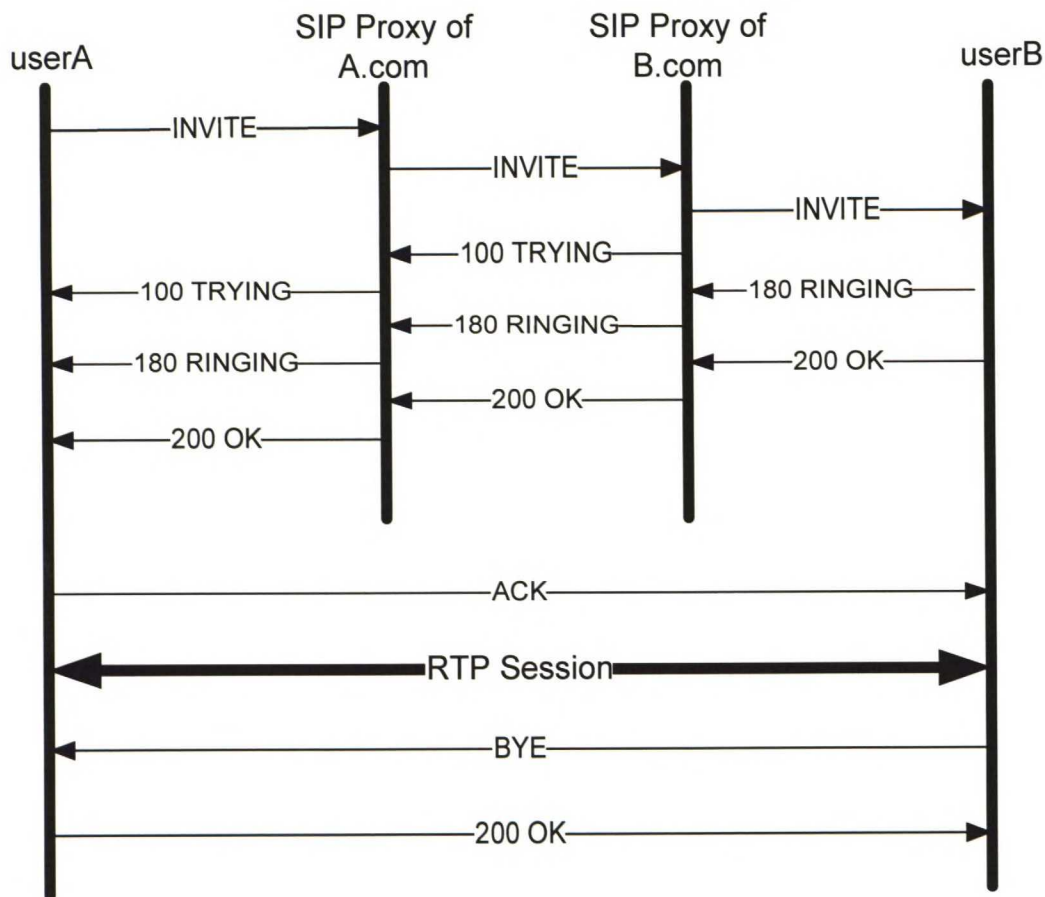 userA
SIP Proxy of
A.com
SIP Proxy of
B.com
userB
INVITE
INVITE
INVITE
100 TRYING
100 TRYING
180 RINGING
180 RINGING
180 RINGING
200 OK
200 OK
200 OK
ACK
RTP Session
BYE
200 OK